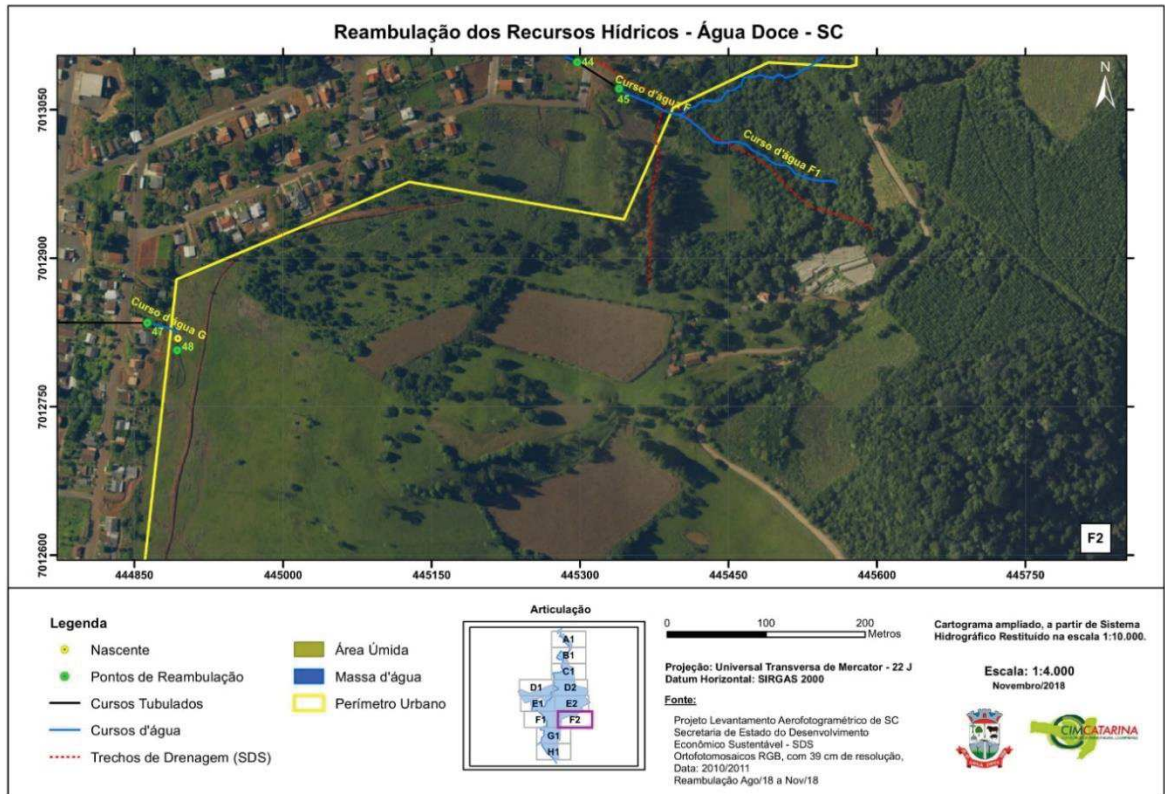 Reambulação dos Recursos Hídricos - Água Doce - SC
N
44
Curso d'água F
45
Curso d'água F1
Curso d'água G
47
48
F2
7013050
7012900
7012750
7012600
444850
445000
445150
445300
445450
445600
445750
Legenda
Nascente
Pontos de Reambulação
Cursos Tubulados
Cursos d'água
Trechos de Drenagem (SDS)
Área Úmida
Massa d'água
Perímetro Urbano
Articulação
A1
B1
C1
D1
D2
E1
E2
F1
F2
G1
H1
0
100
200
Metros
Projeção: Universal Transversa de Mercator - 22 J
Datum Horizontal: SIRGAS 2000
Fonte:
Projeto Levantamento Aerofotogramétrico de SC
Secretaria de Estado do Desenvolvimento
Econômico Sustentável - SDS
Ortofotomosaicos RGB, com 39 cm de resolução,
Data: 2010/2011
Reambulação Ago/18 a Nov/18
Cartograma ampliado, a partir de Sistema
Hidrográfico Restituído na escala 1:10.000.
Escala: 1:4.000
Novembro/2018
CIMCATARINA